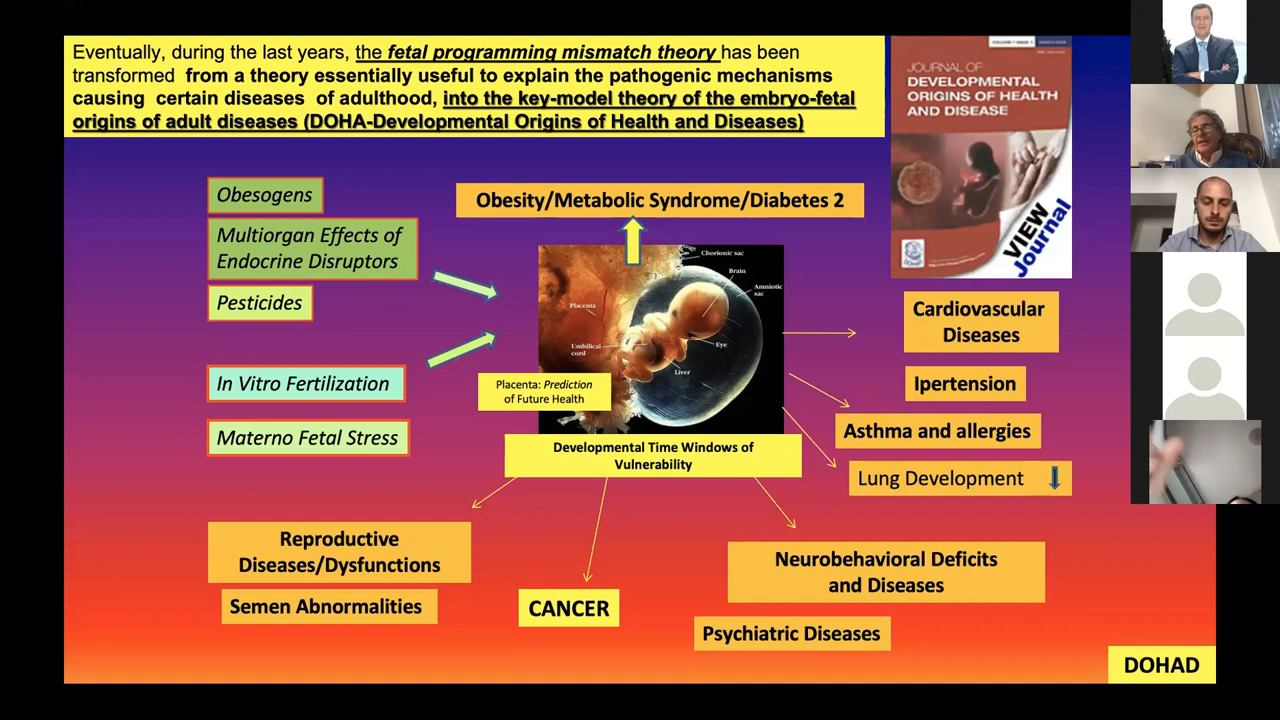 Eventually, during the last years, the fetal programming mismatch theory has been
transformed from a theory essentially useful to explain the pathogenic mechanisms
causing certain diseases of adulthood, into the key-model theory of the embryo-fetal
origins of adult diseases (DOHA-Developmental Origins of Health and Diseases)
JOURNAL OF
DEVELOPMENTAL
ORIGINS OF HEALTH
AND DISEASE
VIEW
Journal
Obesogens
Multiorgan Effects of
Endocrine Disruptors
Pesticides
In Vitro Fertilization
Materno Fetal Stress
Obesity/Metabolic Syndrome/Diabetes 2
Chorionic sac
Brain
Amniotic
sac
Placenta
Umbilical
cord
Eye
Liver
Placenta: Prediction
of Future Health
Developmental Time Windows of
Vulnerability
Cardiovascular
Diseases
Ipertension
Asthma and allergies
Lung Development
Reproductive
Diseases/Dysfunctions
Semen Abnormalities
CANCER
Neurobehavioral Deficits
and Diseases
Psychiatric Diseases
DOHAD